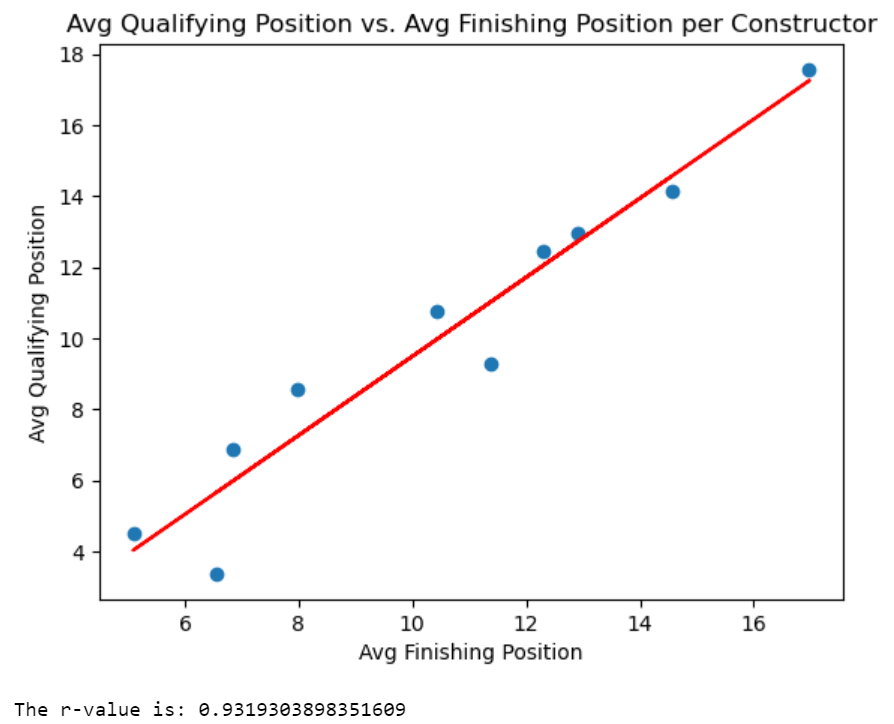 Avg Qualifying Position vs. Avg Finishing Position per Constructor
18
16
14
12
10
8
6
4
Avg Qualifying Position
6 8 10 12 14 16
Avg Finishing Position
The r-value is: 0.9319303898351609